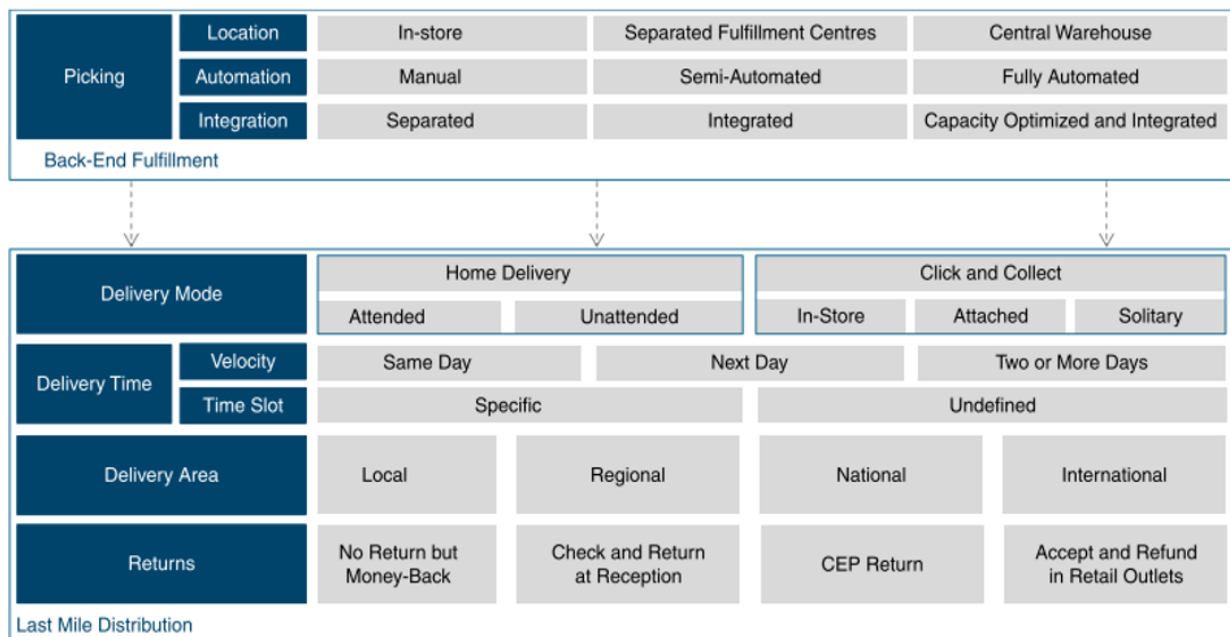 Picking
Location
In-store
Separated Fulfillment Centres
Central Warehouse
Automation
Manual
Semi-Automated
Fully Automated
Integration
Separated
Integrated
Capacity Optimized and Integrated
Back-End Fulfillment
Delivery Mode
Home Delivery
Attended
Unattended
Click and Collect
In-Store
Attached
Solitary
Delivery Time
Velocity
Same Day
Next Day
Two or More Days
Time Slot
Specific
Undefined
Delivery Area
Local
Regional
National
International
Returns
No Return but
Money-Back
Check and Return
at Reception
CEP Return
Accept and Refund
in Retail Outlets
Last Mile Distribution